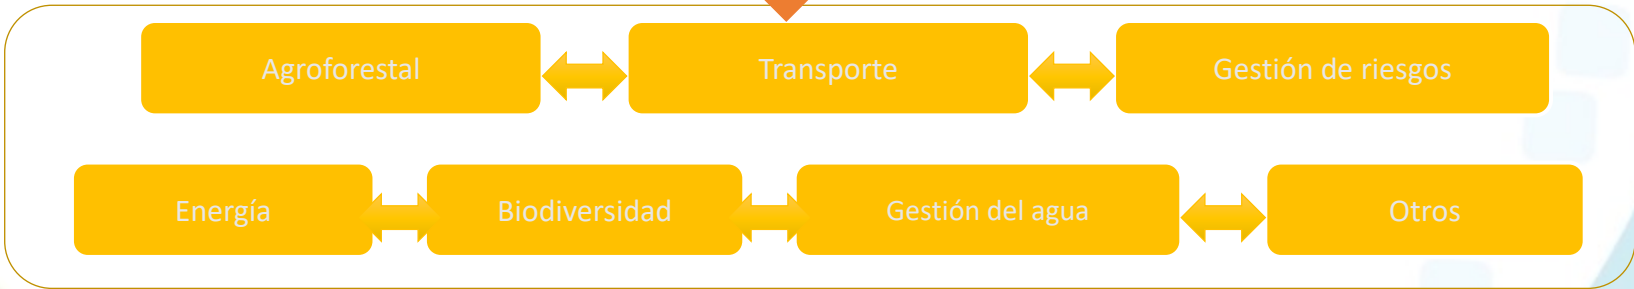 Agroforestal
Transporte
Gestión de riesgos
Energía
Biodiversidad
Gestión del agua
Otros